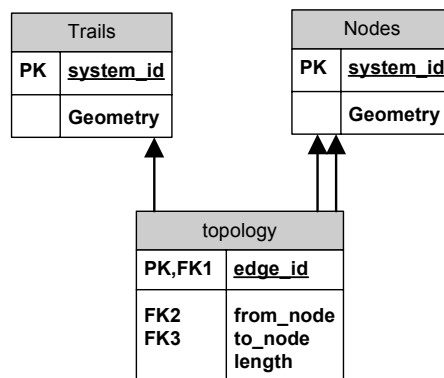 Trails
PK system_id
Geometry
Nodes
PK system_id
Geometry
topology
PK,FK1 edge_id
FK2 from_node
FK3 to_node
length